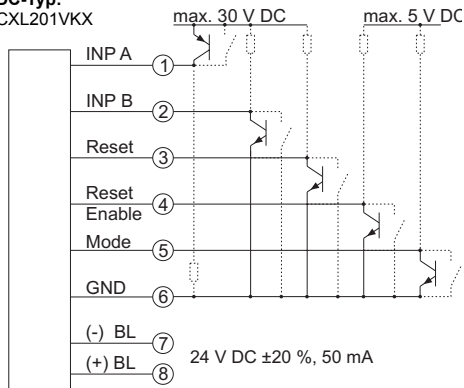 DC-Typ:
CXL201VKX
max. 30 V DC
max. 5 V DC
INP A
1
INP B
2
Reset
3
Reset
Enable
4
Mode
5
GND
6
(-) BL
7
24 V DC ±20 %, 50 mA
(+) BL
8